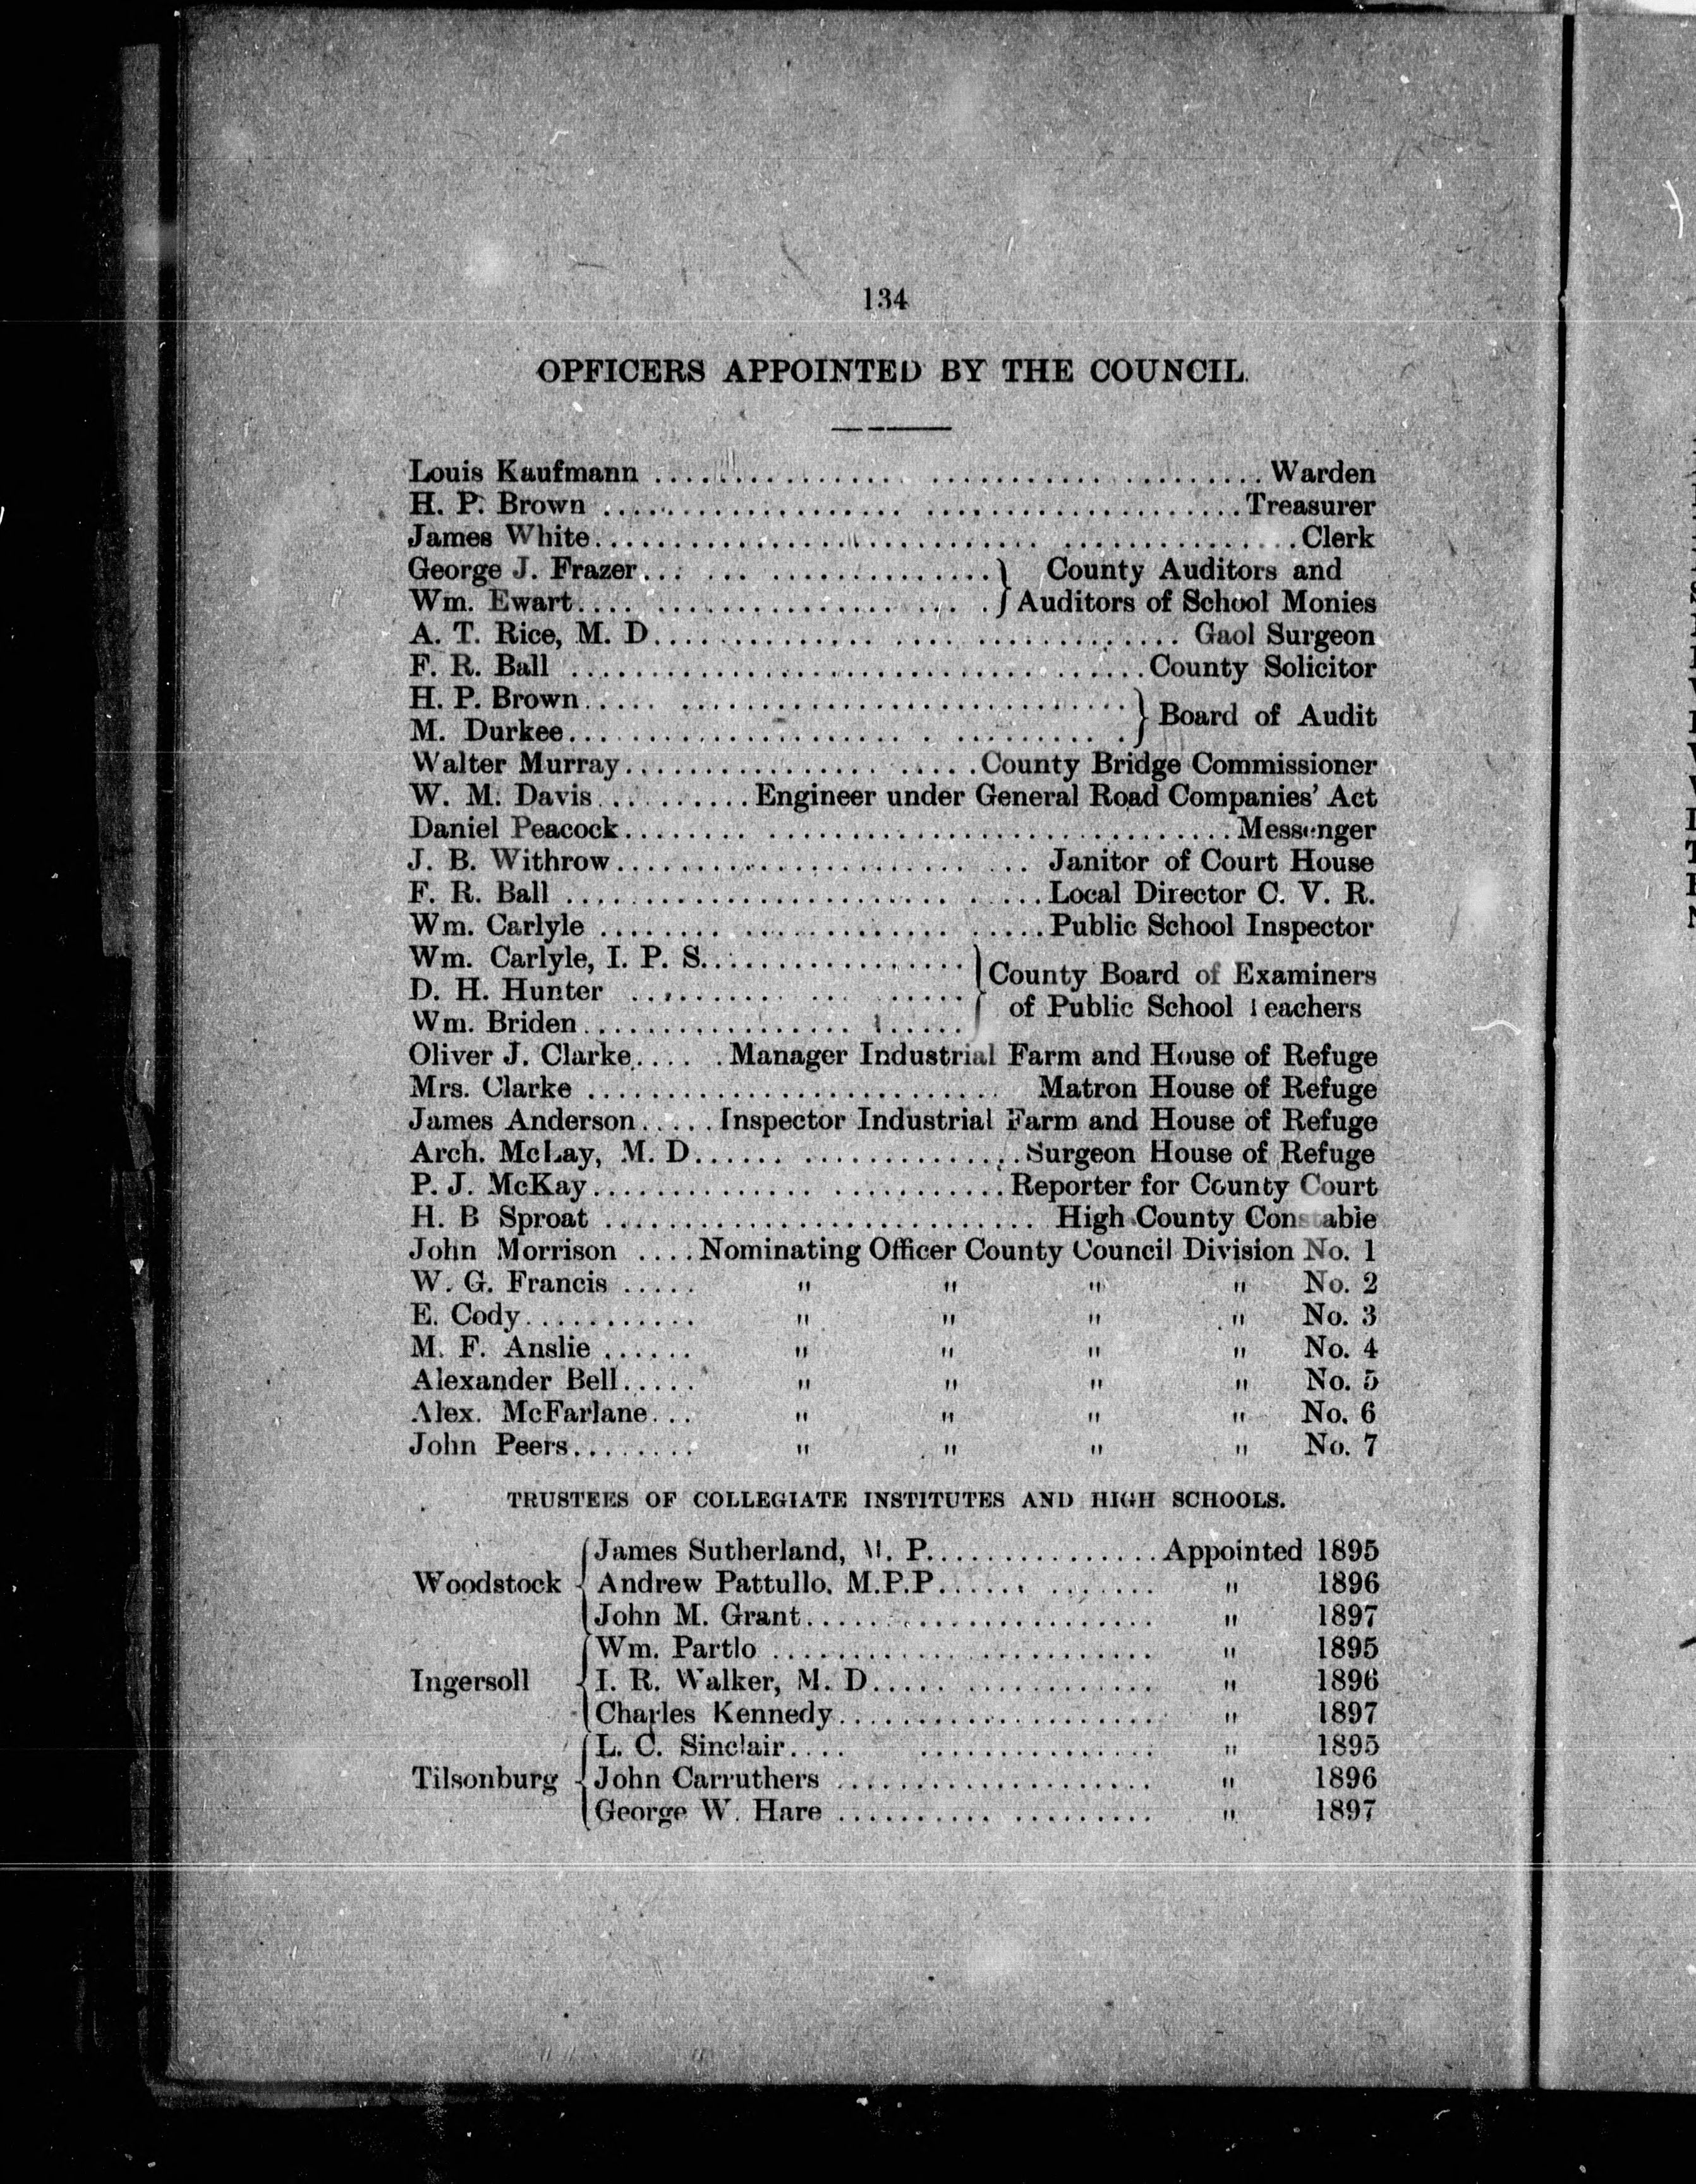 134
OPFICERS APPOINTED BY THE COUNCIL.
Louis Kaufmann .......... Warden
H. P. Brown .......... Treasurer
James White .......... Clerk
George J. Frazer .......... } County Auditors and
Wm. Ewart .......... } Auditors of School Monies
A. T. Rice, M. D. .......... Gaol Surgeon
F. R. Ball .......... County Solicitor
H. P. Brown .......... } Board of Audit
M. Durkee .......... }
Walter Murray .......... County Bridge Commissioner
W. M. Davis .......... Engineer under General Road Companies' Act
Daniel Peacock .......... Messenger
J. B. Withrow .......... Janitor of Court House
F. R. Ball .......... Local Director C. V. R.
Wm. Carlyle .......... Public School Inspector
Wm. Carlyle, I. P. S. .......... } County Board of Examiners
D. H. Hunter .......... } of Public School Teachers
Wm. Briden .......... }
Oliver J. Clarke .......... Manager Industrial Farm and House of Refuge
Mrs. Clarke .......... Matron House of Refuge
James Anderson .......... Inspector Industrial Farm and House of Refuge
Arch. McLay, M. D. .......... Surgeon House of Refuge
P. J. McKay .......... Reporter for County Court
H. B Sproat .......... High County Constable
John Morrison .... Nominating Officer County Council Division No. 1
W. G. Francis ..... " " " " No. 2
E. Cody .......... " " " " No. 3
M. F. Anslie ...... " " " " No. 4
Alexander Bell ..... " " " " No. 5
Alex. McFarlane ... " " " " No. 6
John Peers ........ " " " " No. 7
TRUSTEES OF COLLEGIATE INSTITUTES AND HIGH SCHOOLS.
James Sutherland, M. P. .......... Appointed 1895
Woodstock { Andrew Pattullo, M.P.P. .......... " 1896
John M. Grant .......... " 1897
Wm. Partlo .......... " 1895
Ingersoll { I. R. Walker, M. D. .......... " 1896
Charles Kennedy .......... " 1897
L. C. Sinclair .......... " 1895
Tilsonburg { John Carruthers .......... " 1896
George W. Hare .......... " 1897